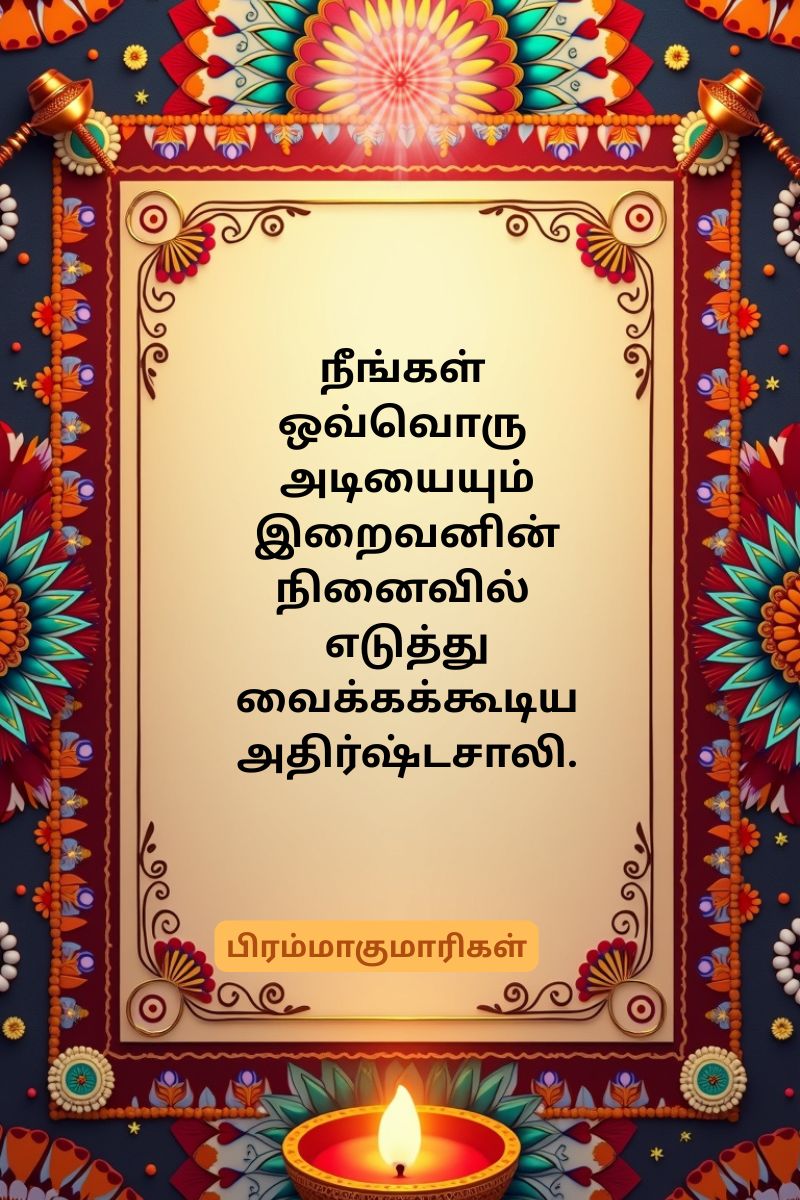 நீங்கள்
ஒவ்வொரு
அடியையும்
இறைவனின்
நினைவில்
எடுத்து
வைக்கக்கூடிய
அதிர்ஷ்டசாலி.
பிரம்மாகுமாரிகள்